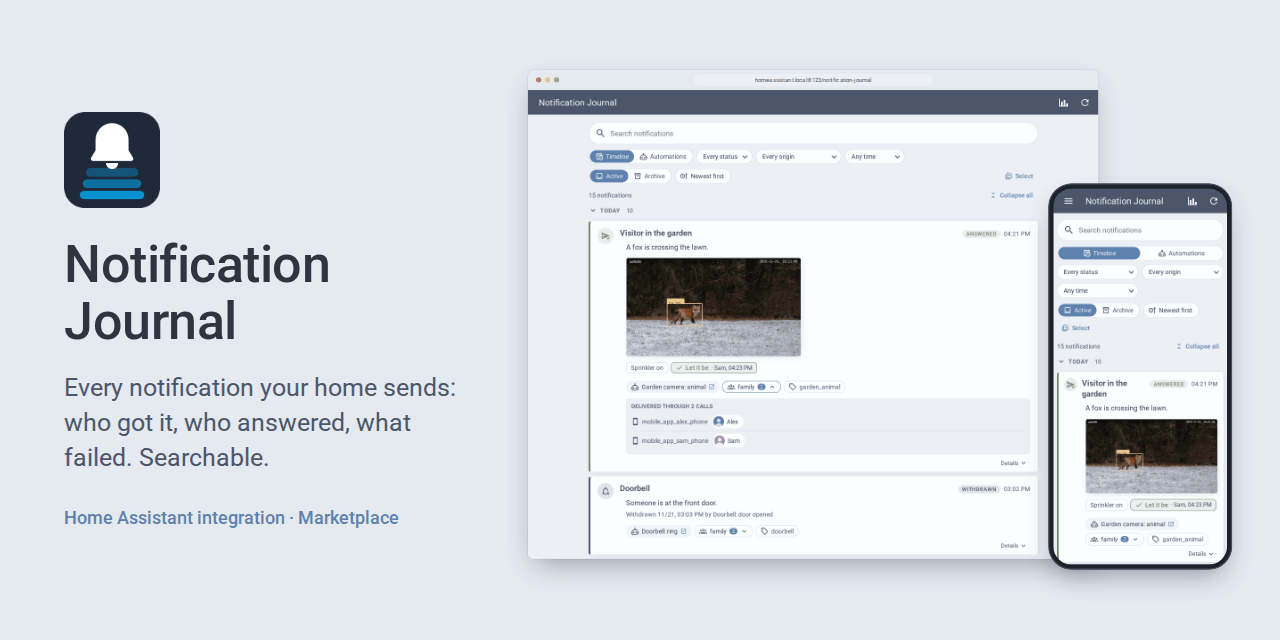 Notification
Journal
Every notification your home sends:
who got it, who answered, what
failed. Searchable.
Home Assistant integration · Marketplace
homeassistant.local:8123/notification-journal
Notification Journal
Search notifications
Timeline Automations Every status Every origin Any time
Active Archive Newest first Select
15 notifications Collapse all
TODAY 10
Visitor in the garden ANSWERED 04:21 PM
A fox is crossing the lawn.
Sprinkler on Let it be · Sam, 04:23 PM
Garden camera: animal family 2 garden_animal
DELIVERED THROUGH 2 CALLS
mobile_app_alex_phone Alex
mobile_app_sam_phone Sam
Details
Doorbell WITHDRAWN 03:02 PM
Someone is at the front door.
Withdrawn 11/21, 03:03 PM by Doorbell door opened
Doorbell ring family 2 doorbell
Details
Notification Journal
Search notifications
Timeline Automations
Every status Every origin
Any time
Active Archive Newest first
Select
15 notifications Collapse all
TODAY 10
Visitor in the ANSWERED 04:21 PM
garden
A fox is crossing the lawn.
Sprinkler on Let it be · Sam, 04:23 PM
Garden camera: animal
family 2 garden_animal
Details